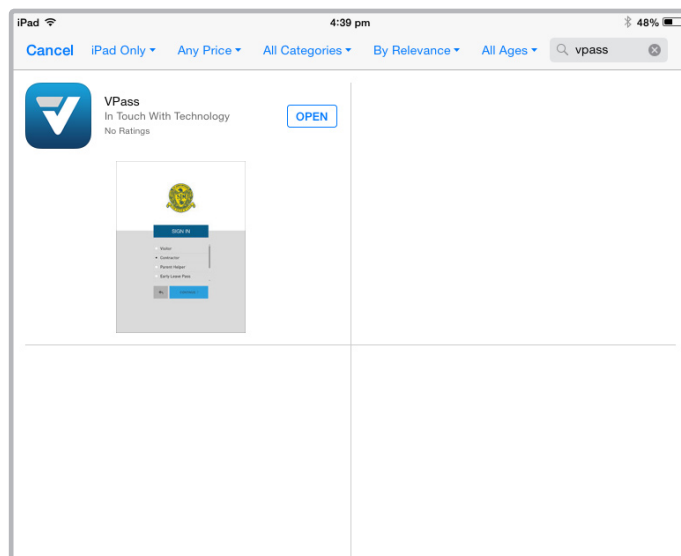 iPad 4:39 pm 48%
Cancel iPad Only Any Price All Categories By Relevance All Ages vpass
VPass
In Touch With Technology
OPEN
No Ratings
SIGN IN
Visitor
Contractor
Parent Helper
Early Leave Pass